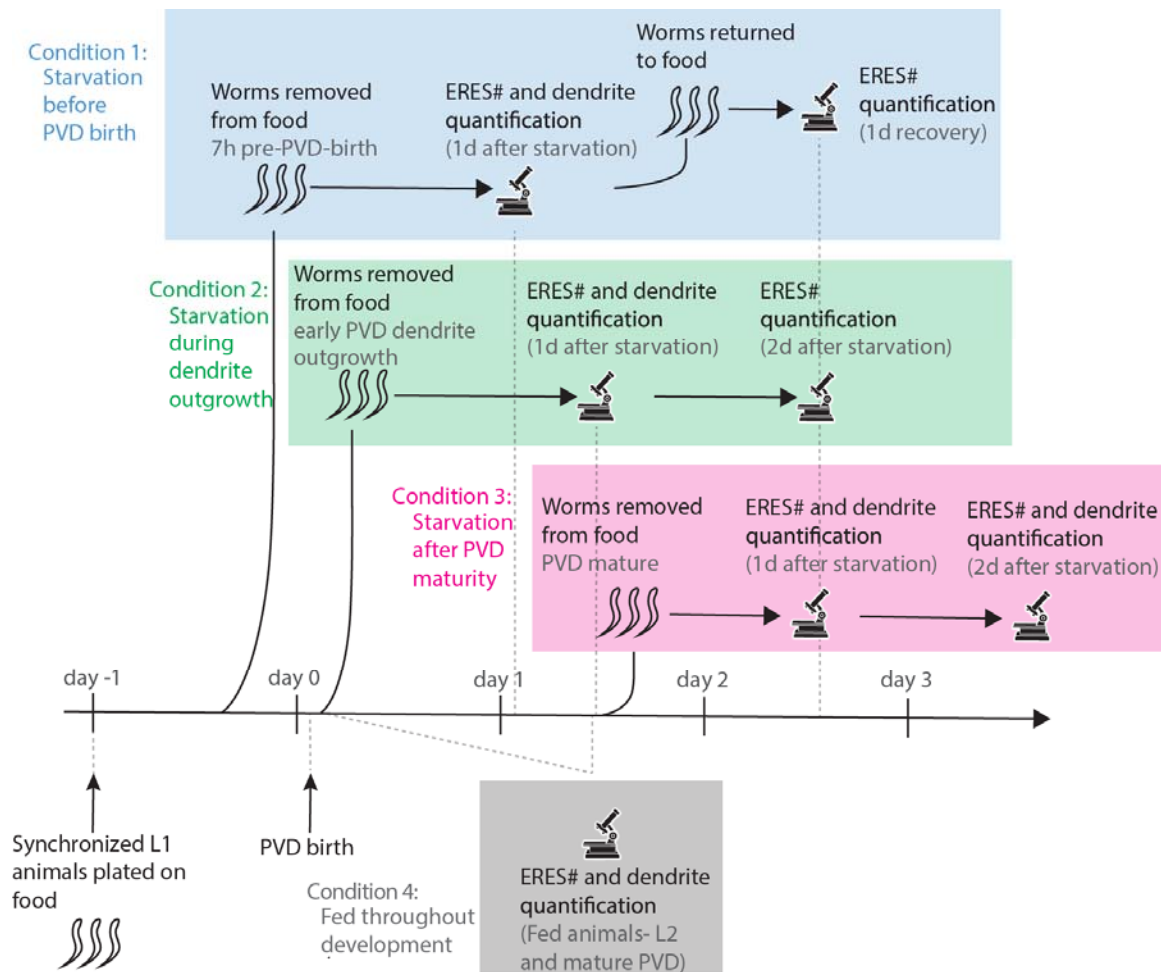 Condition 1:
Starvation
before
PVD birth
Worms removed
from food
7h pre-PVD-birth
ERES# and dendrite
quantification
(1d after starvation)
Worms returned
to food
ERES#
quantification
(1d recovery)
Condition 2:
Starvation
during
dendrite
outgrowth
Worms removed
from food
early PVD dendrite
outgrowth
ERES# and dendrite
quantification
(1d after starvation)
ERES#
quantification
(2d after starvation)
Condition 3:
Starvation
after PVD
maturity
Worms removed
from food
PVD mature
ERES# and dendrite
quantification
(1d after starvation)
ERES# and dendrite
quantification
(2d after starvation)
day -1
day 0
day 1
day 2
day 3
Synchronized L1
animals plated on
food
PVD birth
Condition 4:
Fed throughout
development
ERES# and dendrite
quantification
(Fed animals- L2
and mature PVD)